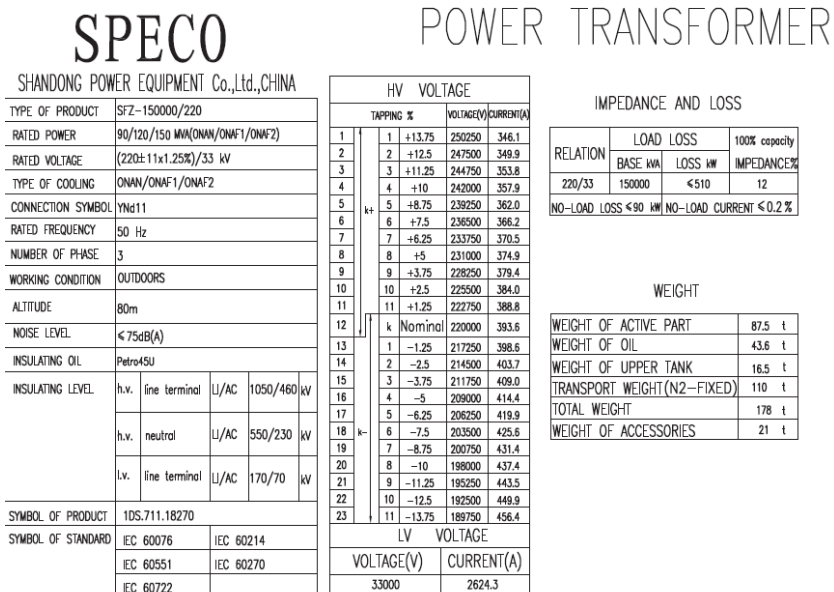 SPECO
SHANDONG POWER EQUIPMENT Co.,Ltd.,CHINA
POWER TRANSFORMER
TYPE OF PRODUCT SFZ-150000/220
RATED POWER 90/120/150 MVA(ONAN/ONAF1/ONAF2)
RATED VOLTAGE (220±11x1.25%)/33 kV
TYPE OF COOLING ONAN/ONAF1/ONAF2
CONNECTION SYMBOL YNd11
RATED FREQUENCY 50 Hz
NUMBER OF PHASE 3
WORKING CONDITION OUTDOORS
ALTITUDE 80m
NOISE LEVEL ≤75dB(A)
INSULATING OIL Petro45U
INSULATING LEVEL h.v. line terminal LI/AC 1050/460 kV
h.v. neutral LI/AC 550/230 kV
l.v. line terminal LI/AC 170/70 kV
SYMBOL OF PRODUCT 1DS.711.18270
SYMBOL OF STANDARD IEC 60076 IEC 60214
IEC 60551 IEC 60270
IEC 60722
HV VOLTAGE
TAPPING % VOLTAGE(V) CURRENT(A)
1 1 +13.75 250250 346.1
2 2 +12.5 247500 349.9
3 3 +11.25 244750 353.8
4 4 +10 242000 357.9
5 k+ 5 +8.75 239250 362.0
6 6 +7.5 236500 366.2
7 7 +6.25 233750 370.5
8 8 +5 231000 374.9
9 9 +3.75 228250 379.4
10 10 +2.5 225500 384.0
11 11 +1.25 222750 388.8
12 k Nominal 220000 393.6
13 1 -1.25 217250 398.6
14 2 -2.5 214500 403.7
15 3 -3.75 211750 409.0
16 4 -5 209000 414.4
17 5 -6.25 206250 419.9
18 k- 6 -7.5 203500 425.6
19 7 -8.75 200750 431.4
20 8 -10 198000 437.4
21 9 -11.25 195250 443.5
22 10 -12.5 192500 449.9
23 11 -13.75 189750 456.4
LV VOLTAGE
VOLTAGE(V) CURRENT(A)
33000 2624.3
IMPEDANCE AND LOSS
RELATION LOAD LOSS 100% capacity
BASE kVA LOSS kW IMPEDANCE%
220/33 150000 ≤510 12
NO-LOAD LOSS ≤90 kW NO-LOAD CURRENT ≤0.2 %
WEIGHT
WEIGHT OF ACTIVE PART 87.5 t
WEIGHT OF OIL 43.6 t
WEIGHT OF UPPER TANK 16.5 t
TRANSPORT WEIGHT(N2-FIXED) 110 t
TOTAL WEIGHT 178 t
WEIGHT OF ACCESSORIES 21 t